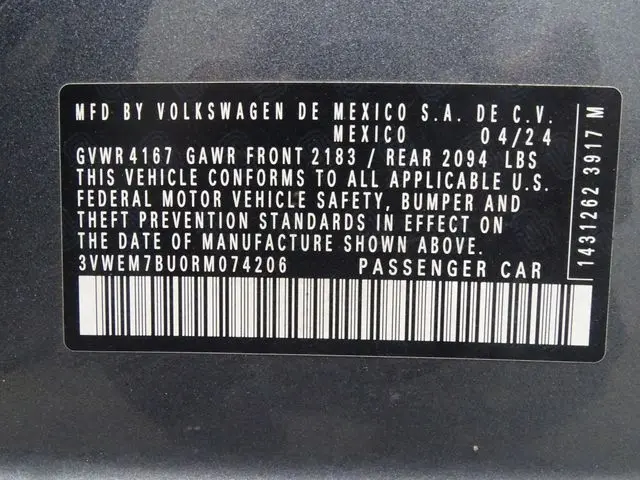 MFD BY VOLKSWAGEN DE MEXICO S.A. DE C.V.
MEXICO 04/24
GVWR 4167 GAWR FRONT 2183 / REAR 2094 LBS
THIS VEHICLE CONFORMS TO ALL APPLICABLE U.S.
FEDERAL MOTOR VEHICLE SAFETY, BUMPER AND
THEFT PREVENTION STANDARDS IN EFFECT ON
THE DATE OF MANUFACTURE SHOWN ABOVE.
3VWEM7BU0RM074206 PASSENGER CAR
1431262 3917 M